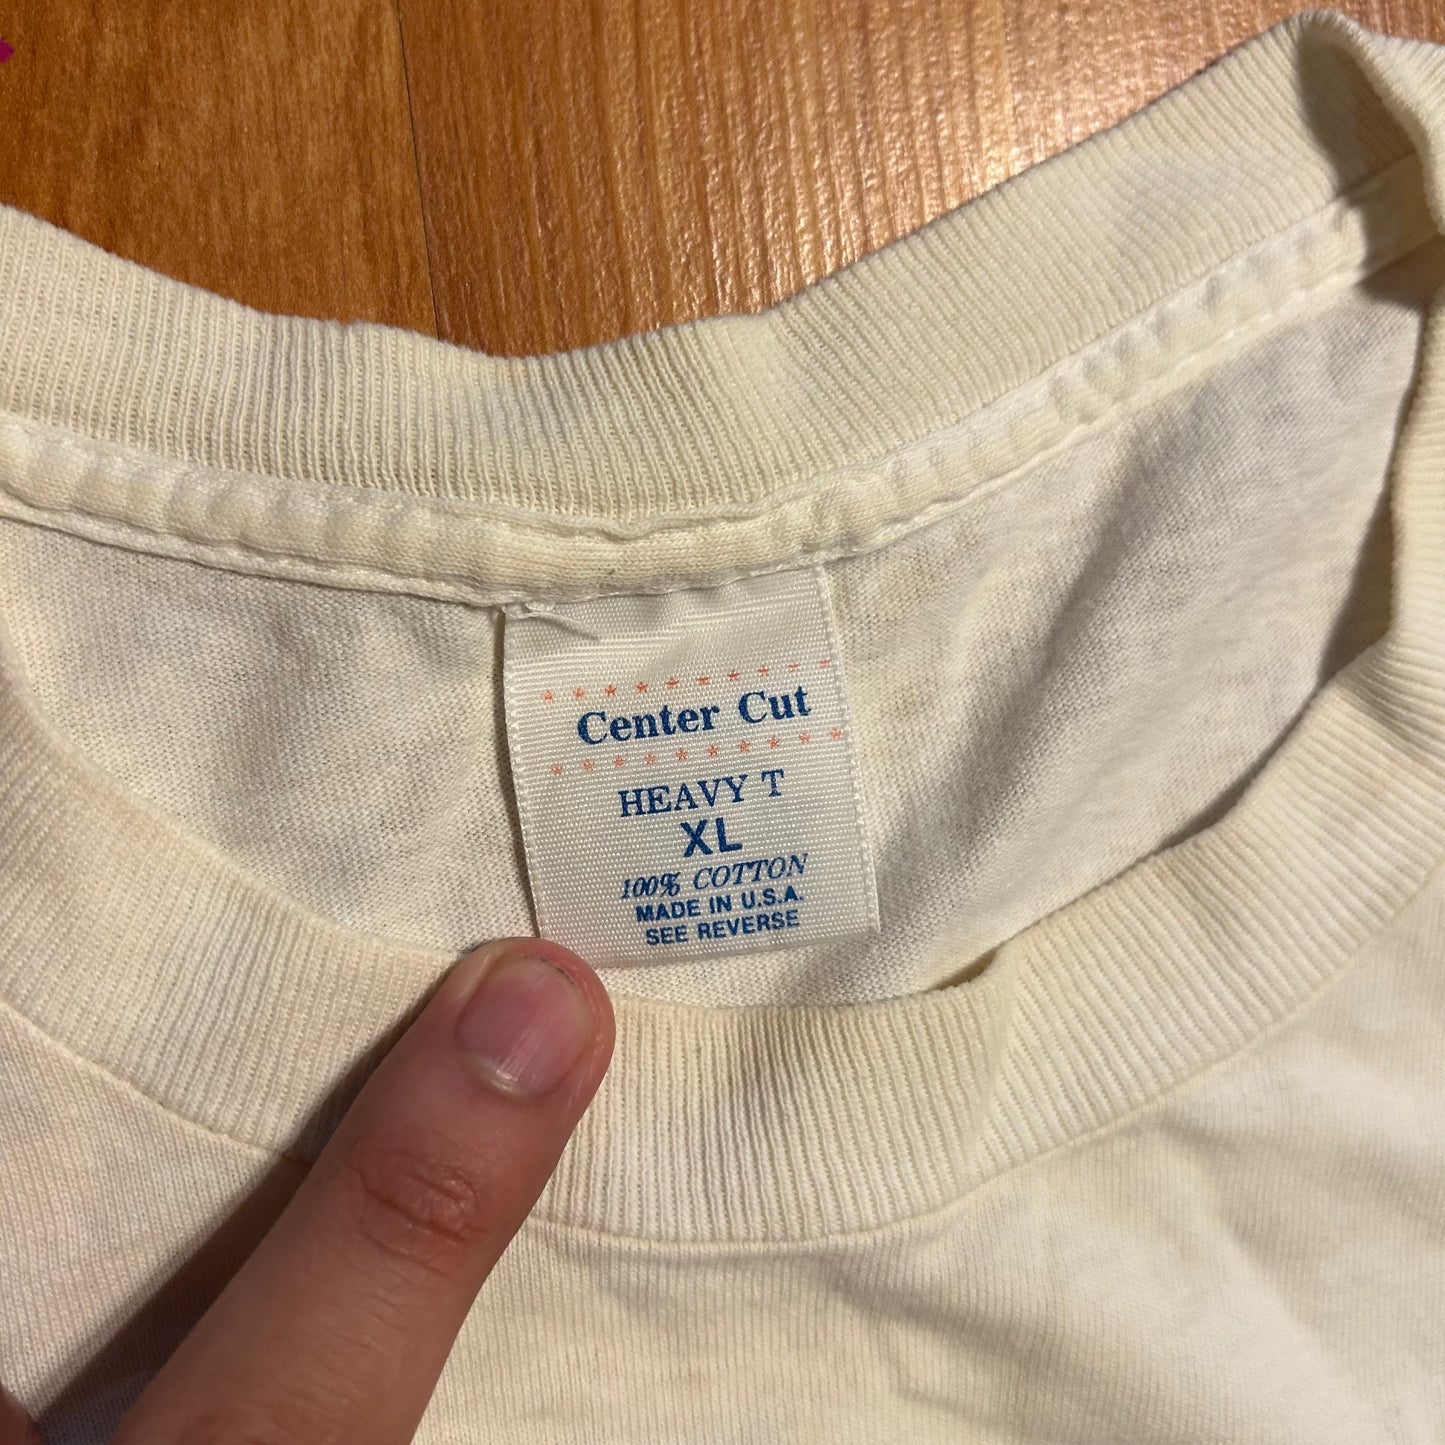 Center Cut
HEAVY T
XL
100% COTTON
MADE IN U.S.A.
SEE REVERSE